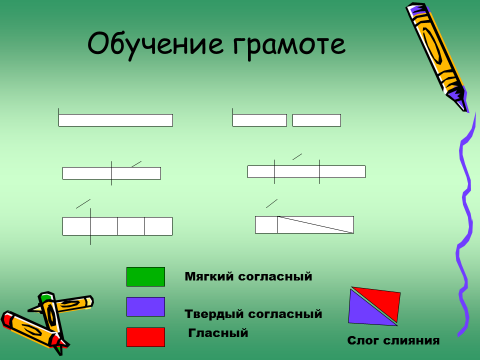 Обучение грамоте
Мягкий согласный
Твердый согласный
Гласный
Слог слияния